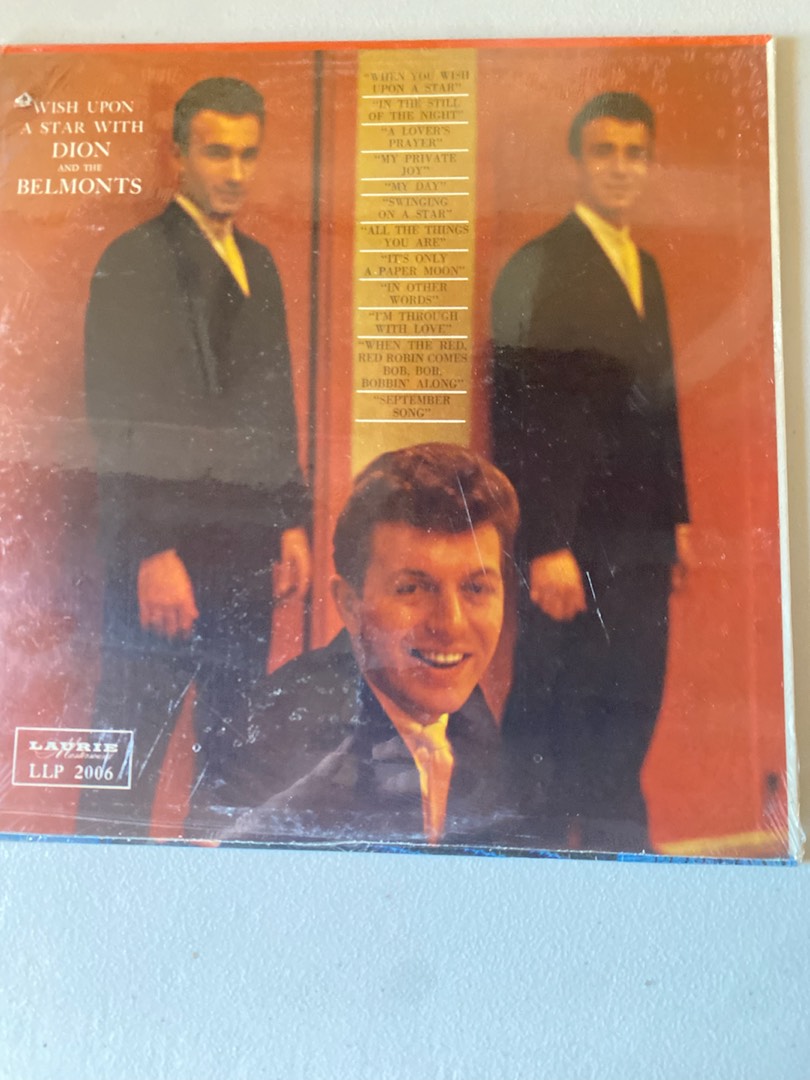 WISH UPON
A STAR WITH
DION
AND THE
BELMONTS
"WHEN YOU WISH
UPON A STAR"
"IN THE STILL
OF THE NIGHT"
"A LOVER'S
PRAYER"
"MY PRIVATE
JOY"
"MY DAY"
"SWINGING
ON A STAR"
"ALL THE THINGS
YOU ARE"
"IT'S ONLY
A PAPER MOON"
"IN OTHER
WORDS"
"I'M THROUGH
WITH LOVE"
"WHEN THE RED,
RED ROBIN COMES
BOB, BOB,
BOBBIN' ALONG"
"SEPTEMBER
SONG"
LAURIE
LLP 2006